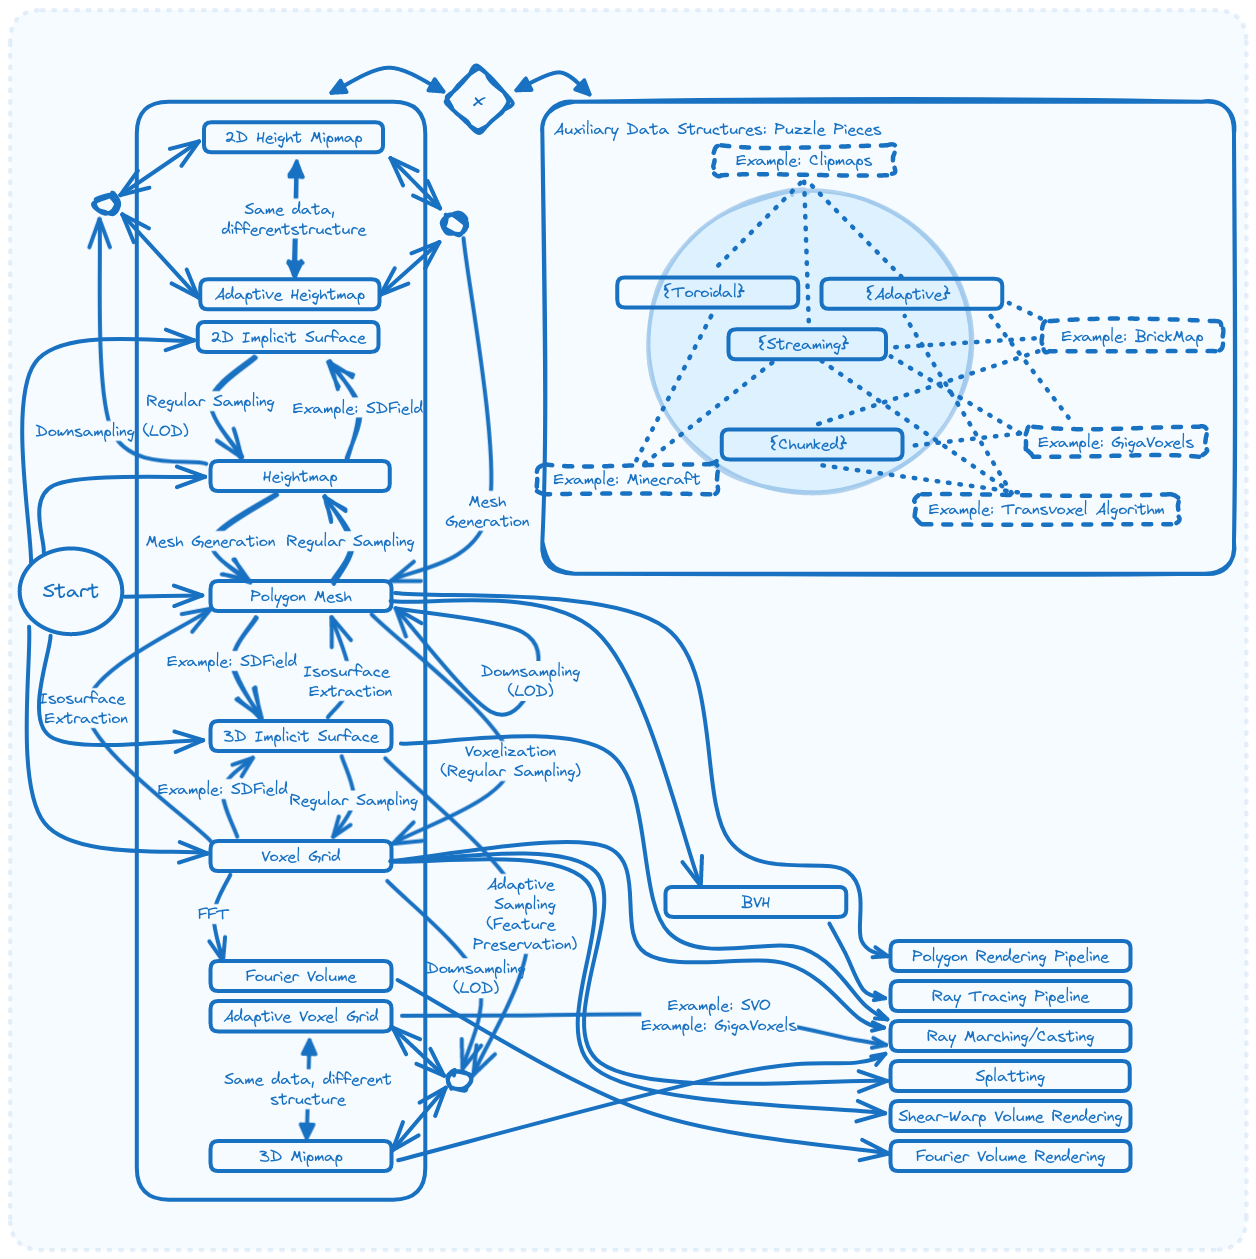 x
2D Height Mipmap
Same data,
differentstructure
Adaptive Heightmap
2D Implicit Surface
Regular Sampling
Example: SDField
Downsampling (LOD)
Heightmap
Mesh Generation
Regular Sampling
Mesh
Generation
Start
Polygon Mesh
Example: SDField
Isosurface
Extraction
Downsampling
(LOD)
Isosurface
Extraction
3D Implicit Surface
Voxelization
(Regular Sampling)
Example: SDField
Regular Sampling
Voxel Grid
Adaptive
Sampling
(Feature
Preservation)
FFT
Downsampling
(LOD)
Fourier Volume
Adaptive Voxel Grid
Same data, different
structure
3D Mipmap
Auxiliary Data Structures: Puzzle Pieces
Example: Clipmaps
{Toroidal}
{Adaptive}
{Streaming}
Example: BrickMap
{Chunked}
Example: GigaVoxels
Example: Minecraft
Example: Transvoxel Algorithm
BVH
Example: SVO
Example: GigaVoxels
Polygon Rendering Pipeline
Ray Tracing Pipeline
Ray Marching/Casting
Splatting
Shear-Warp Volume Rendering
Fourier Volume Rendering